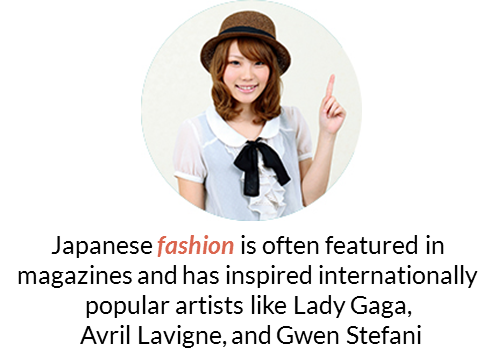 Japanese fashion is often featured in
magazines and has inspired internationally
popular artists like Lady Gaga,
Avril Lavigne, and Gwen Stefani